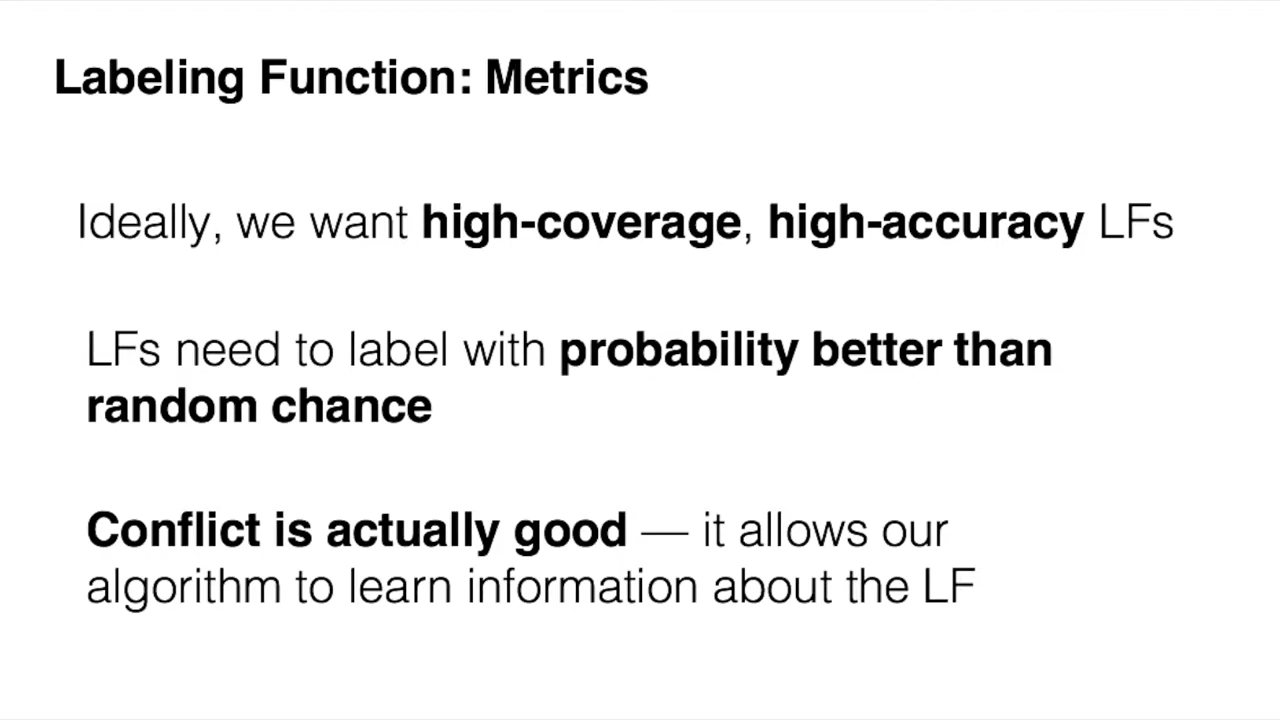 Labeling Function: Metrics
Ideally, we want high-coverage, high-accuracy LFs
LFs need to label with probability better than
random chance
Conflict is actually good — it allows our
algorithm to learn information about the LF